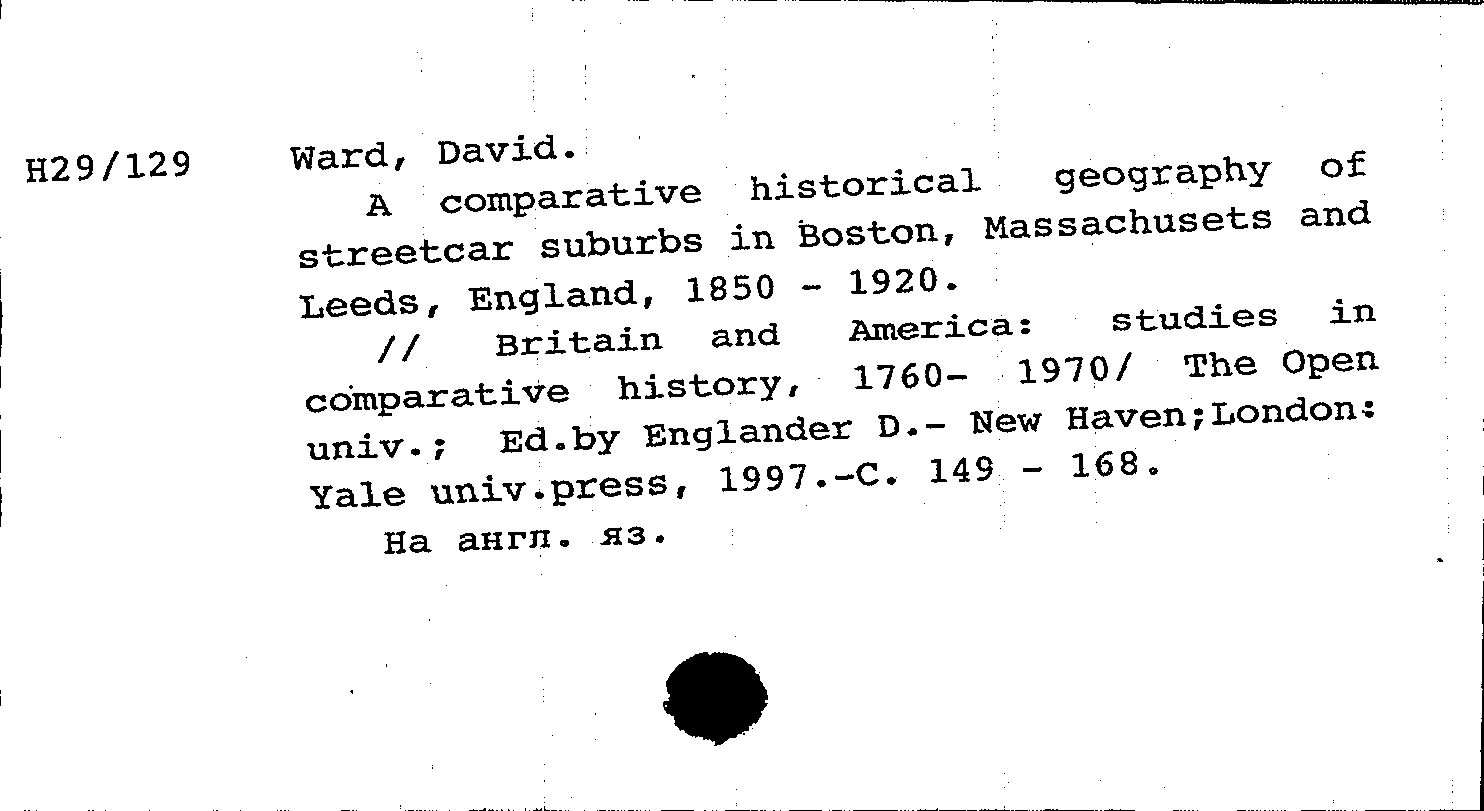 H29/129 Ward, David.
A comparative historical geography of
streetcar suburbs in Boston, Massachusets and
Leeds, England, 1850 - 1920.
// Britain and America: studies in
comparative history, 1760- 1970/ The Open
univ.; Ed.by Englander D.- New Haven;London:
Yale univ.press, 1997.-С. 149 - 168.
На англ. яз.